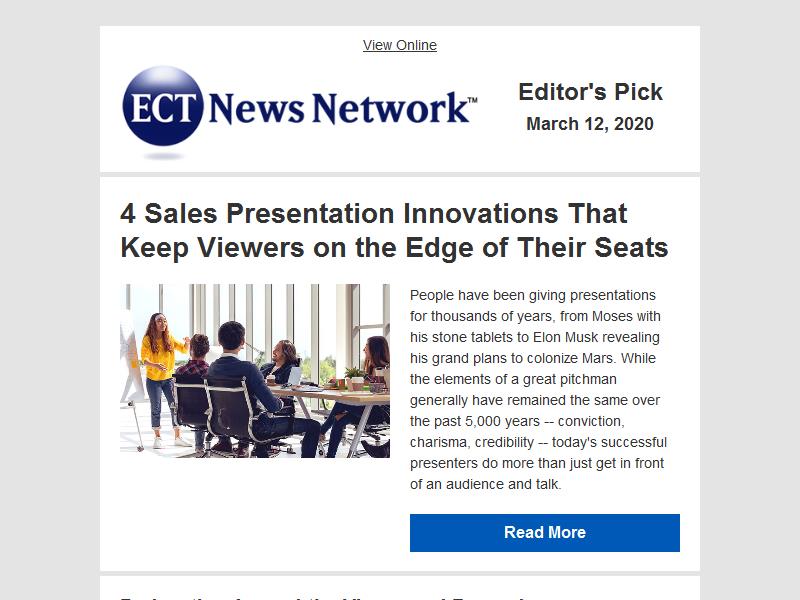 View Online
ECT News Network™
Editor's Pick
March 12, 2020
4 Sales Presentation Innovations That
Keep Viewers on the Edge of Their Seats
People have been giving presentations
for thousands of years, from Moses with
his stone tablets to Elon Musk revealing
his grand plans to colonize Mars. While
the elements of a great pitchman
generally have remained the same over
the past 5,000 years -- conviction,
charisma, credibility -- today's successful
presenters do more than just get in front
of an audience and talk.
Read More